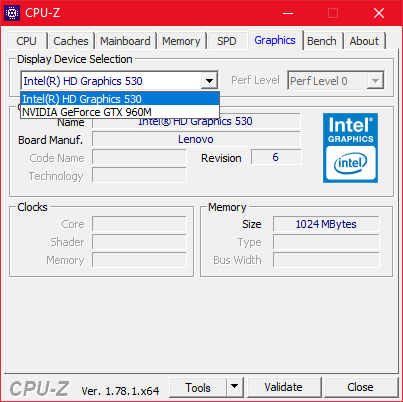 CPU-Z
CPU Caches Mainboard Memory SPD Graphics Bench About
Display Device Selection
Intel(R) HD Graphics 530 Perf Level Perf Level 0
Intel(R) HD Graphics 530
NVIDIA GeForce GTX 960M
Name Intel® HD Graphics 530
Board Manuf. Lenovo
Code Name Revision 6
Technology
Intel®
GRAPHICS
intel
Clocks Memory
Core Size 1024 MBytes
Shader Type
Memory Bus Width
CPU-Z Ver. 1.78.1.x64 Tools Validate Close